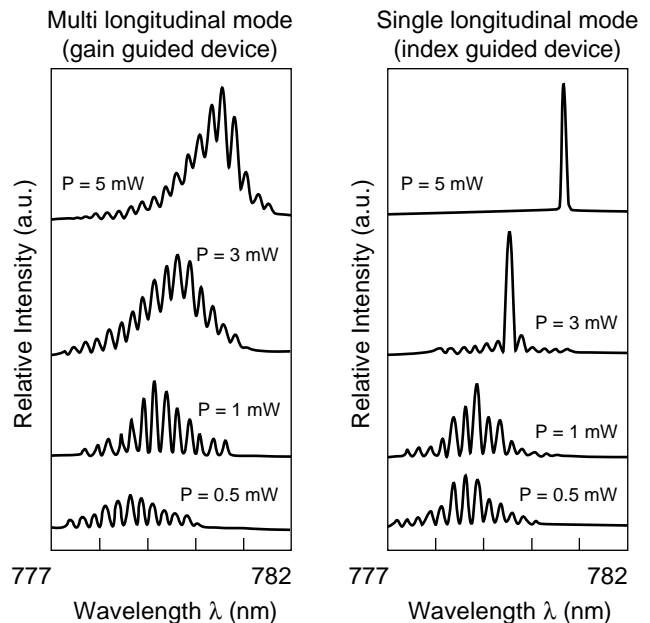 Multi longitudinal mode
(gain guided device)
Relative Intensity (a.u.)
P = 5 mW
P = 3 mW
P = 1 mW
P = 0.5 mW
777
782
Wavelength λ (nm)
Single longitudinal mode
(index guided device)
Relative Intensity (a.u.)
P = 5 mW
P = 3 mW
P = 1 mW
P = 0.5 mW
777
782
Wavelength λ (nm)